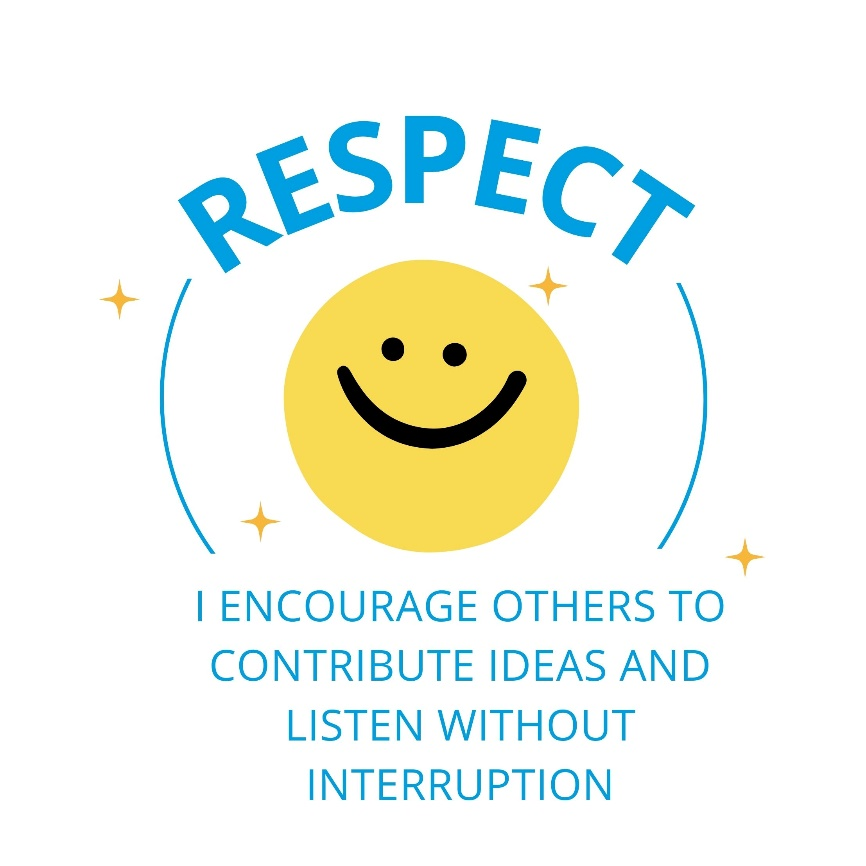 RESPECT
I ENCOURAGE OTHERS TO
CONTRIBUTE IDEAS AND
LISTEN WITHOUT
INTERRUPTION